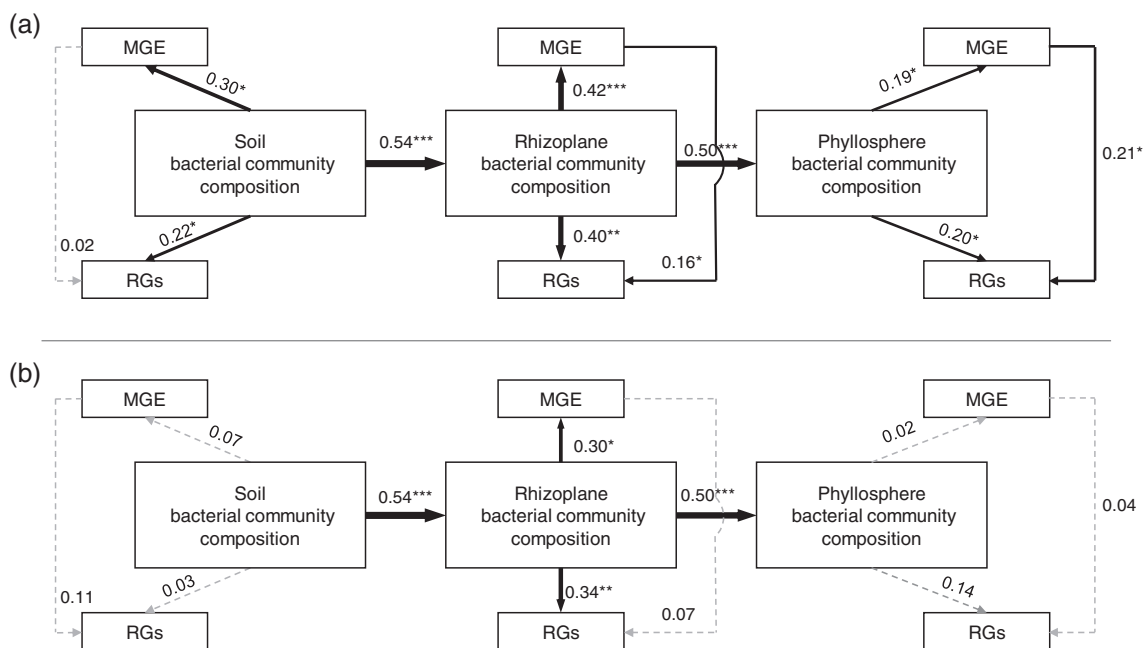 (a)
MGE
MGE
MGE
0.30*
0.42***
0.19*
Soil
bacterial community
composition
0.54***
Rhizoplane
bacterial community
composition
0.50***
Phyllosphere
bacterial community
composition
0.21*
0.22*
0.40**
0.20*
0.02
0.16*
RGs
RGs
RGs
(b)
MGE
MGE
MGE
0.07
0.30*
0.02
Soil
bacterial community
composition
0.54***
Rhizoplane
bacterial community
composition
0.50***
Phyllosphere
bacterial community
composition
0.04
0.03
0.34**
0.14
0.11
0.07
RGs
RGs
RGs